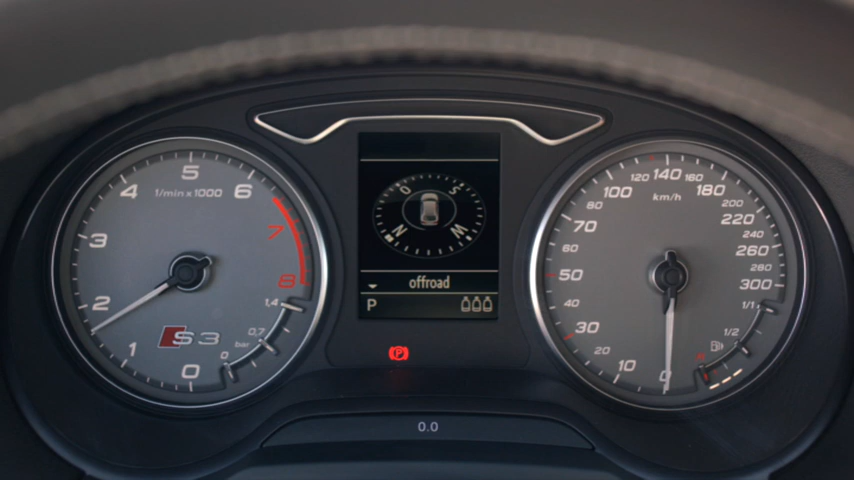 5
4
1/min x 1000
6
3
7
2
8
1
S3
0
1,4
0,7
bar
0
O
S
N
W
offroad
P
(P)
0.0
120
140
160
100
180
80
km/h
200
70
220
60
240
50
260
280
40
300
30
1/1
20
1/2
10
R
0